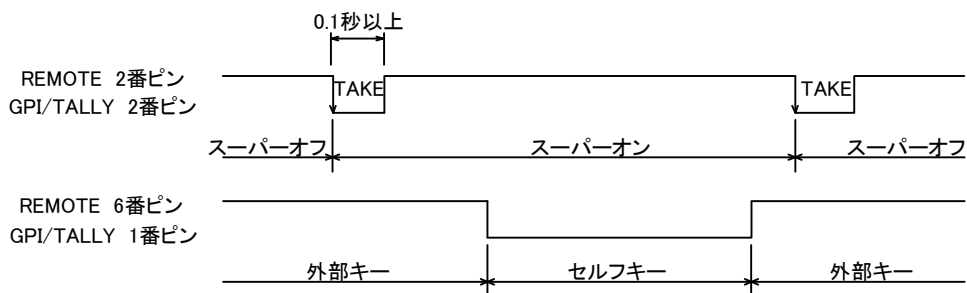 0.1秒以上
REMOTE 2番ピン
GPI/TALLY 2番ピン
TAKE
TAKE
スーパーオフ
スーパーオン
スーパーオフ
REMOTE 6番ピン
GPI/TALLY 1番ピン
外部キー
セルフキー
外部キー